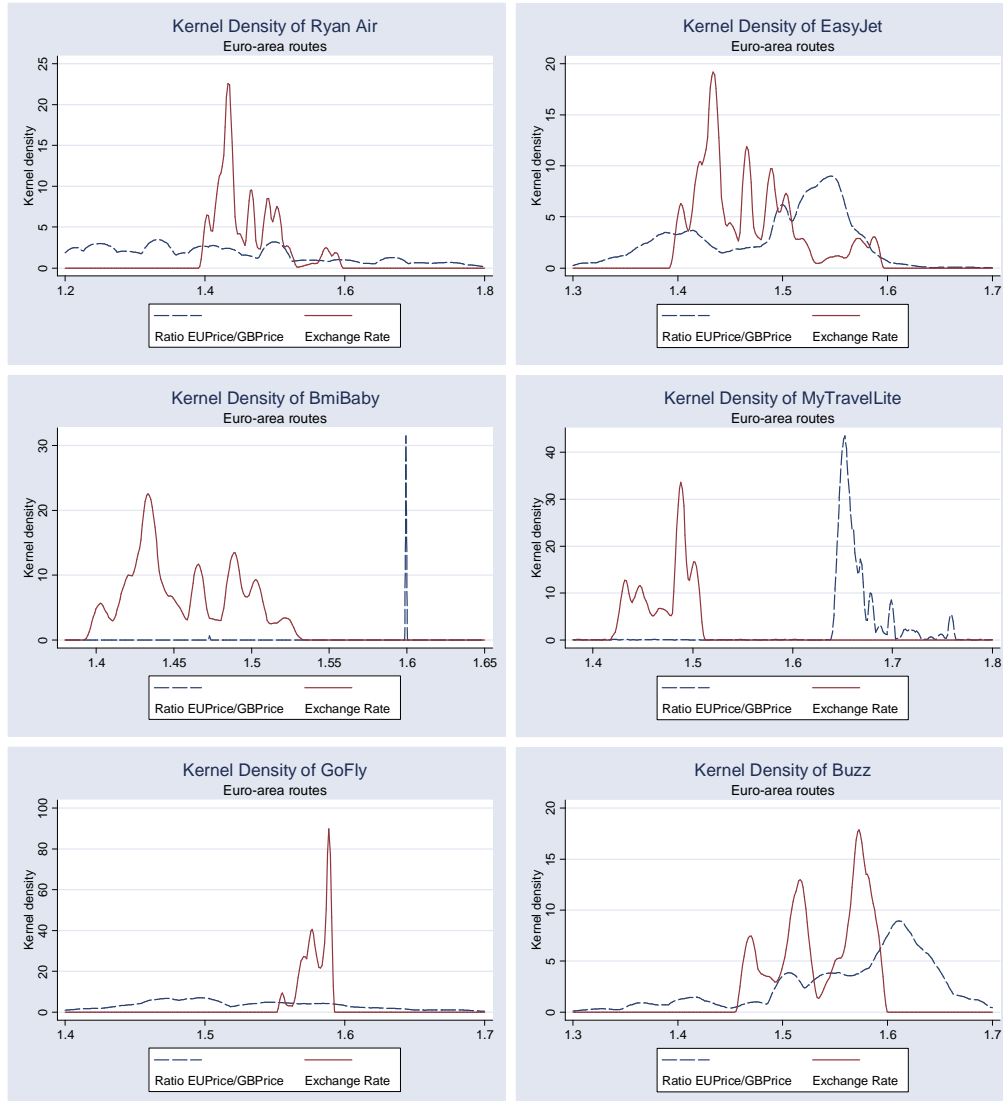 Kernel Density of Ryan Air
Euro-area routes
Kernel density
25
20
15
10
5
0
1.2 1.4 1.6 1.8
Ratio EUPrice/GBPrice Exchange Rate
Kernel Density of EasyJet
Euro-area routes
Kernel density
20
15
10
5
0
1.3 1.4 1.5 1.6 1.7
Ratio EUPrice/GBPrice Exchange Rate
Kernel Density of BmiBaby
Euro-area routes
Kernel density
30
20
10
0
1.4 1.45 1.5 1.55 1.6 1.65
Ratio EUPrice/GBPrice Exchange Rate
Kernel Density of MyTravelLite
Euro-area routes
Kernel density
40
30
20
10
0
1.4 1.5 1.6 1.7 1.8
Ratio EUPrice/GBPrice Exchange Rate
Kernel Density of GoFly
Euro-area routes
Kernel density
100
80
60
40
20
0
1.4 1.5 1.6 1.7
Ratio EUPrice/GBPrice Exchange Rate
Kernel Density of Buzz
Euro-area routes
Kernel density
20
15
10
5
0
1.3 1.4 1.5 1.6 1.7
Ratio EUPrice/GBPrice Exchange Rate